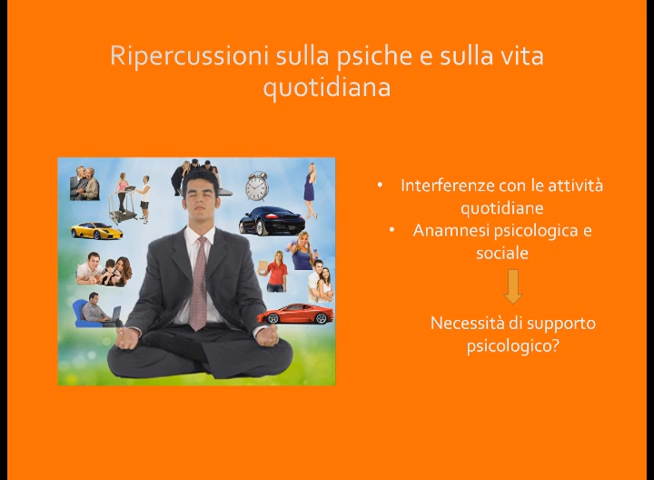 Ripercussioni sulla psiche e sulla vita
quotidiana
• Interferenze con le attività
quotidiane
• Anamnesi psicologica e
sociale
Necessità di supporto
psicologico?